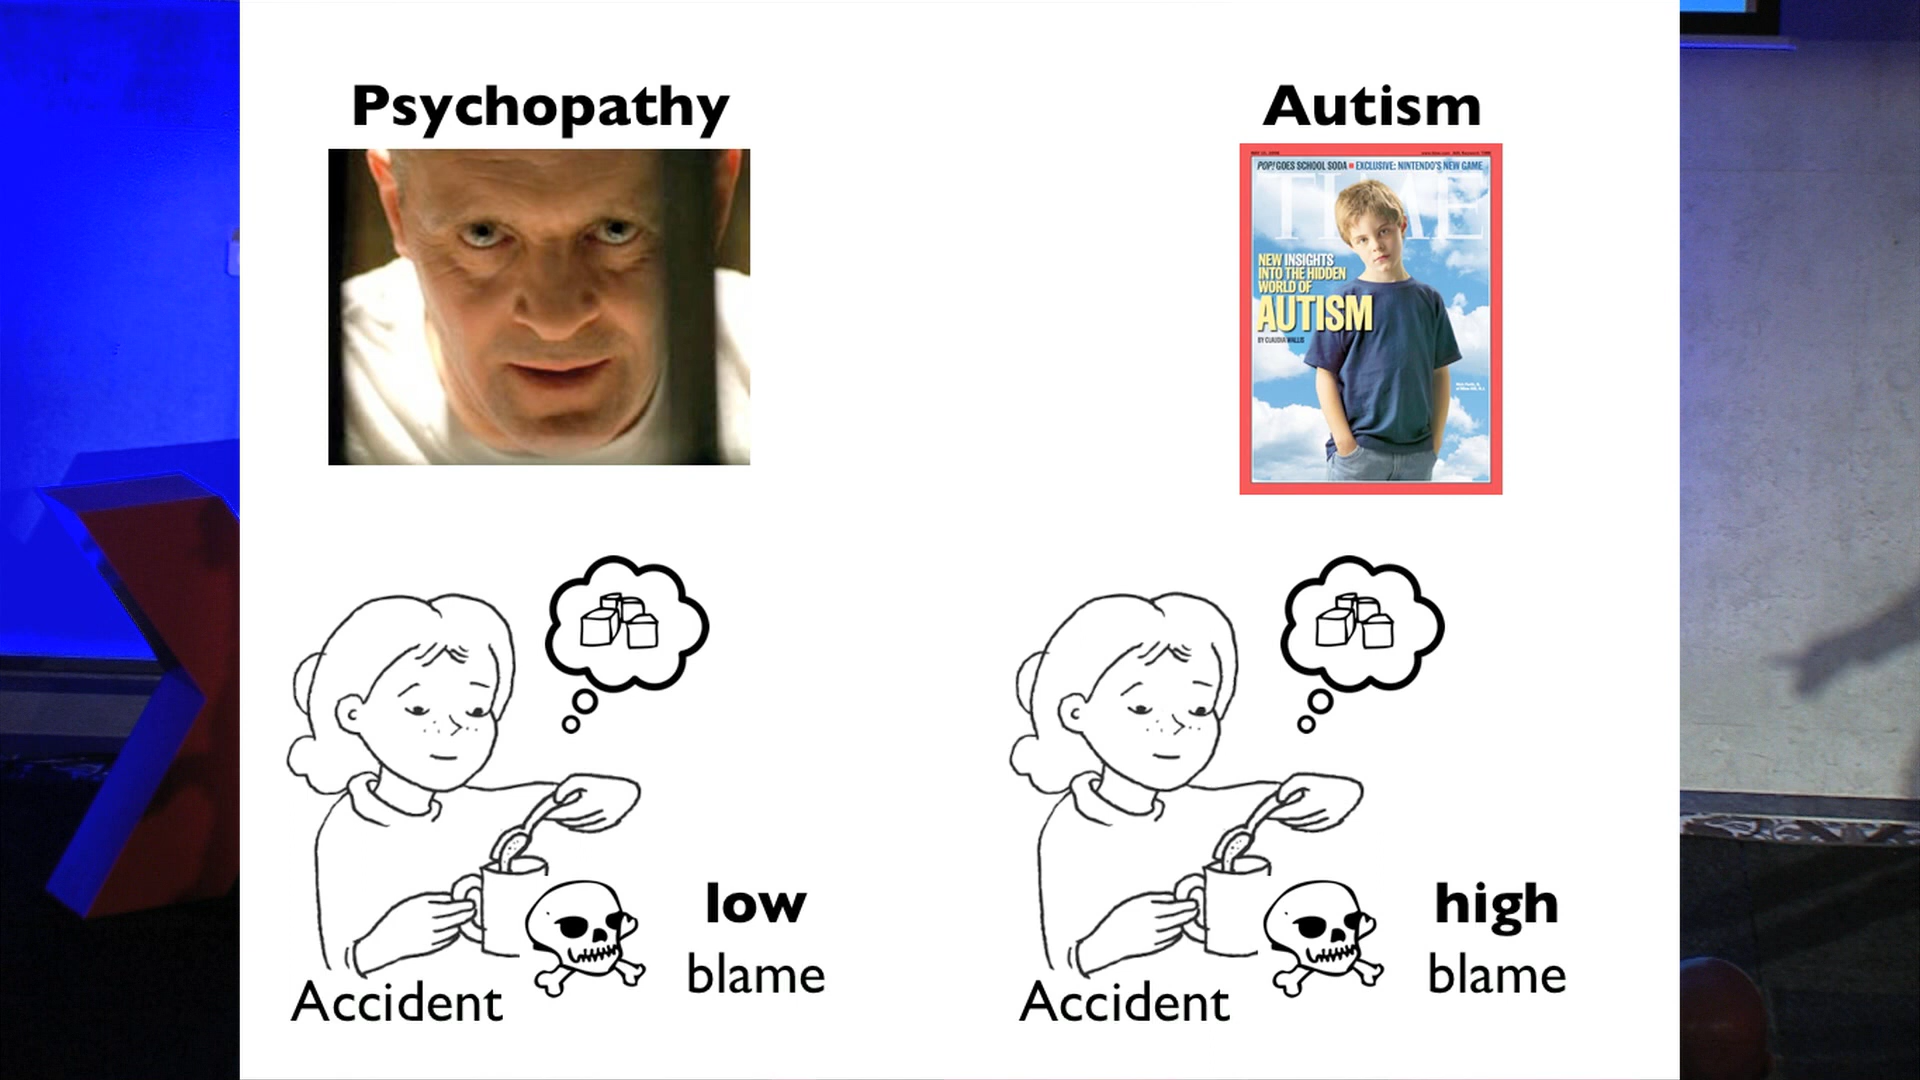 Psychopathy
Autism
POP! GOES SCHOOL SODA ■ EXCLUSIVE: NINTENDO'S NEW GAME
TIME
NEW INSIGHTS
INTO THE HIDDEN
WORLD OF
AUTISM
BY CLAUDIA WALLIS
low
blame
Accident
high
blame
Accident